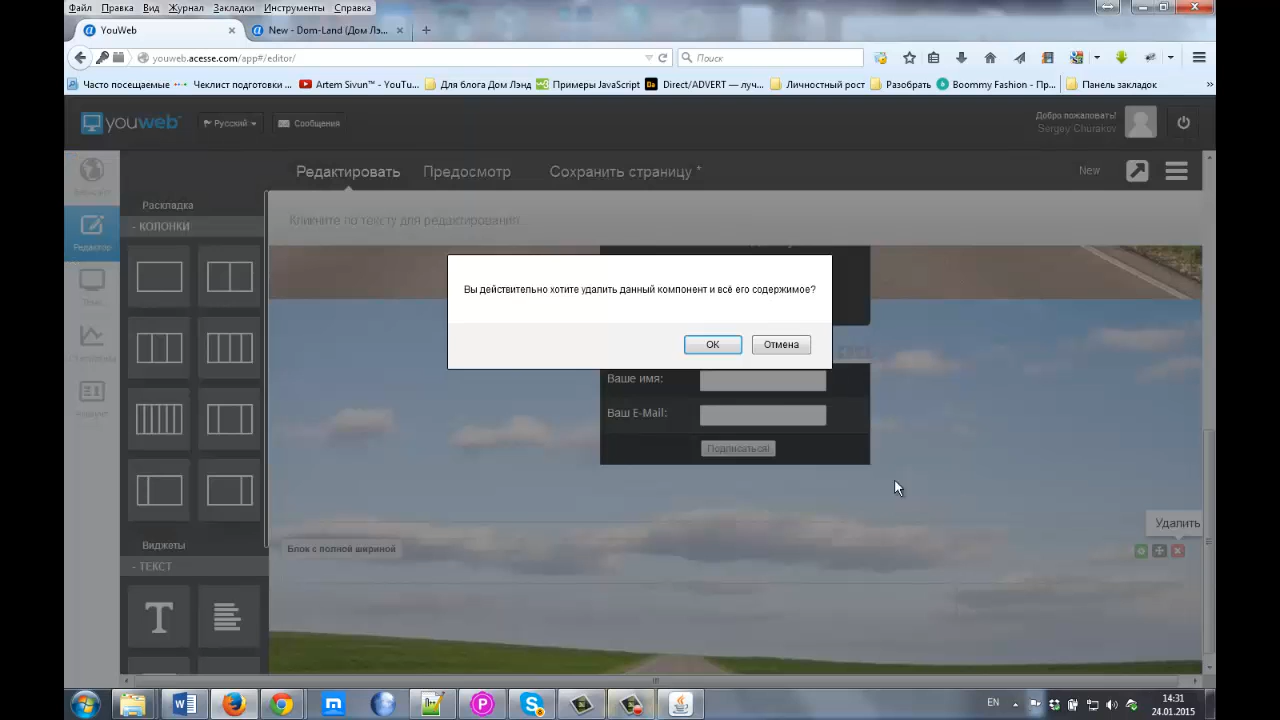 Файл Правка Вид Журнал Закладки Инструменты Справка
YouWeb
New - Dom-Land (Дом Лэ...
youweb.acesse.com/app#/editor/
Поиск
Часто посещаемые
Чеклист подготовки ...
Artem Sivun™ - YouTu...
Для блога Дом Лэнд
Примеры JavaScript
Direct/ADVERT — луч...
Личностный рост
Разобрать
Boommy Fashion - Пр...
Панель закладок
youweb
Русский
Сообщения
Добро пожаловать!
Sergey Churakov
Редактировать
Предосмотр
Сохранить страницу +
New
Раскладка
- КОЛОНКИ
Кликните по тексту для редактирования
Редактор
Вы действительно хотите удалить данный компонент и всё его содержимое?
ОК
Отмена
Ваше имя:
Ваш E-Mail:
Подписаться!
Удалить
Блок с полной шириной
Виджеты
- ТЕКСТ
EN
14:31
24.01.2015